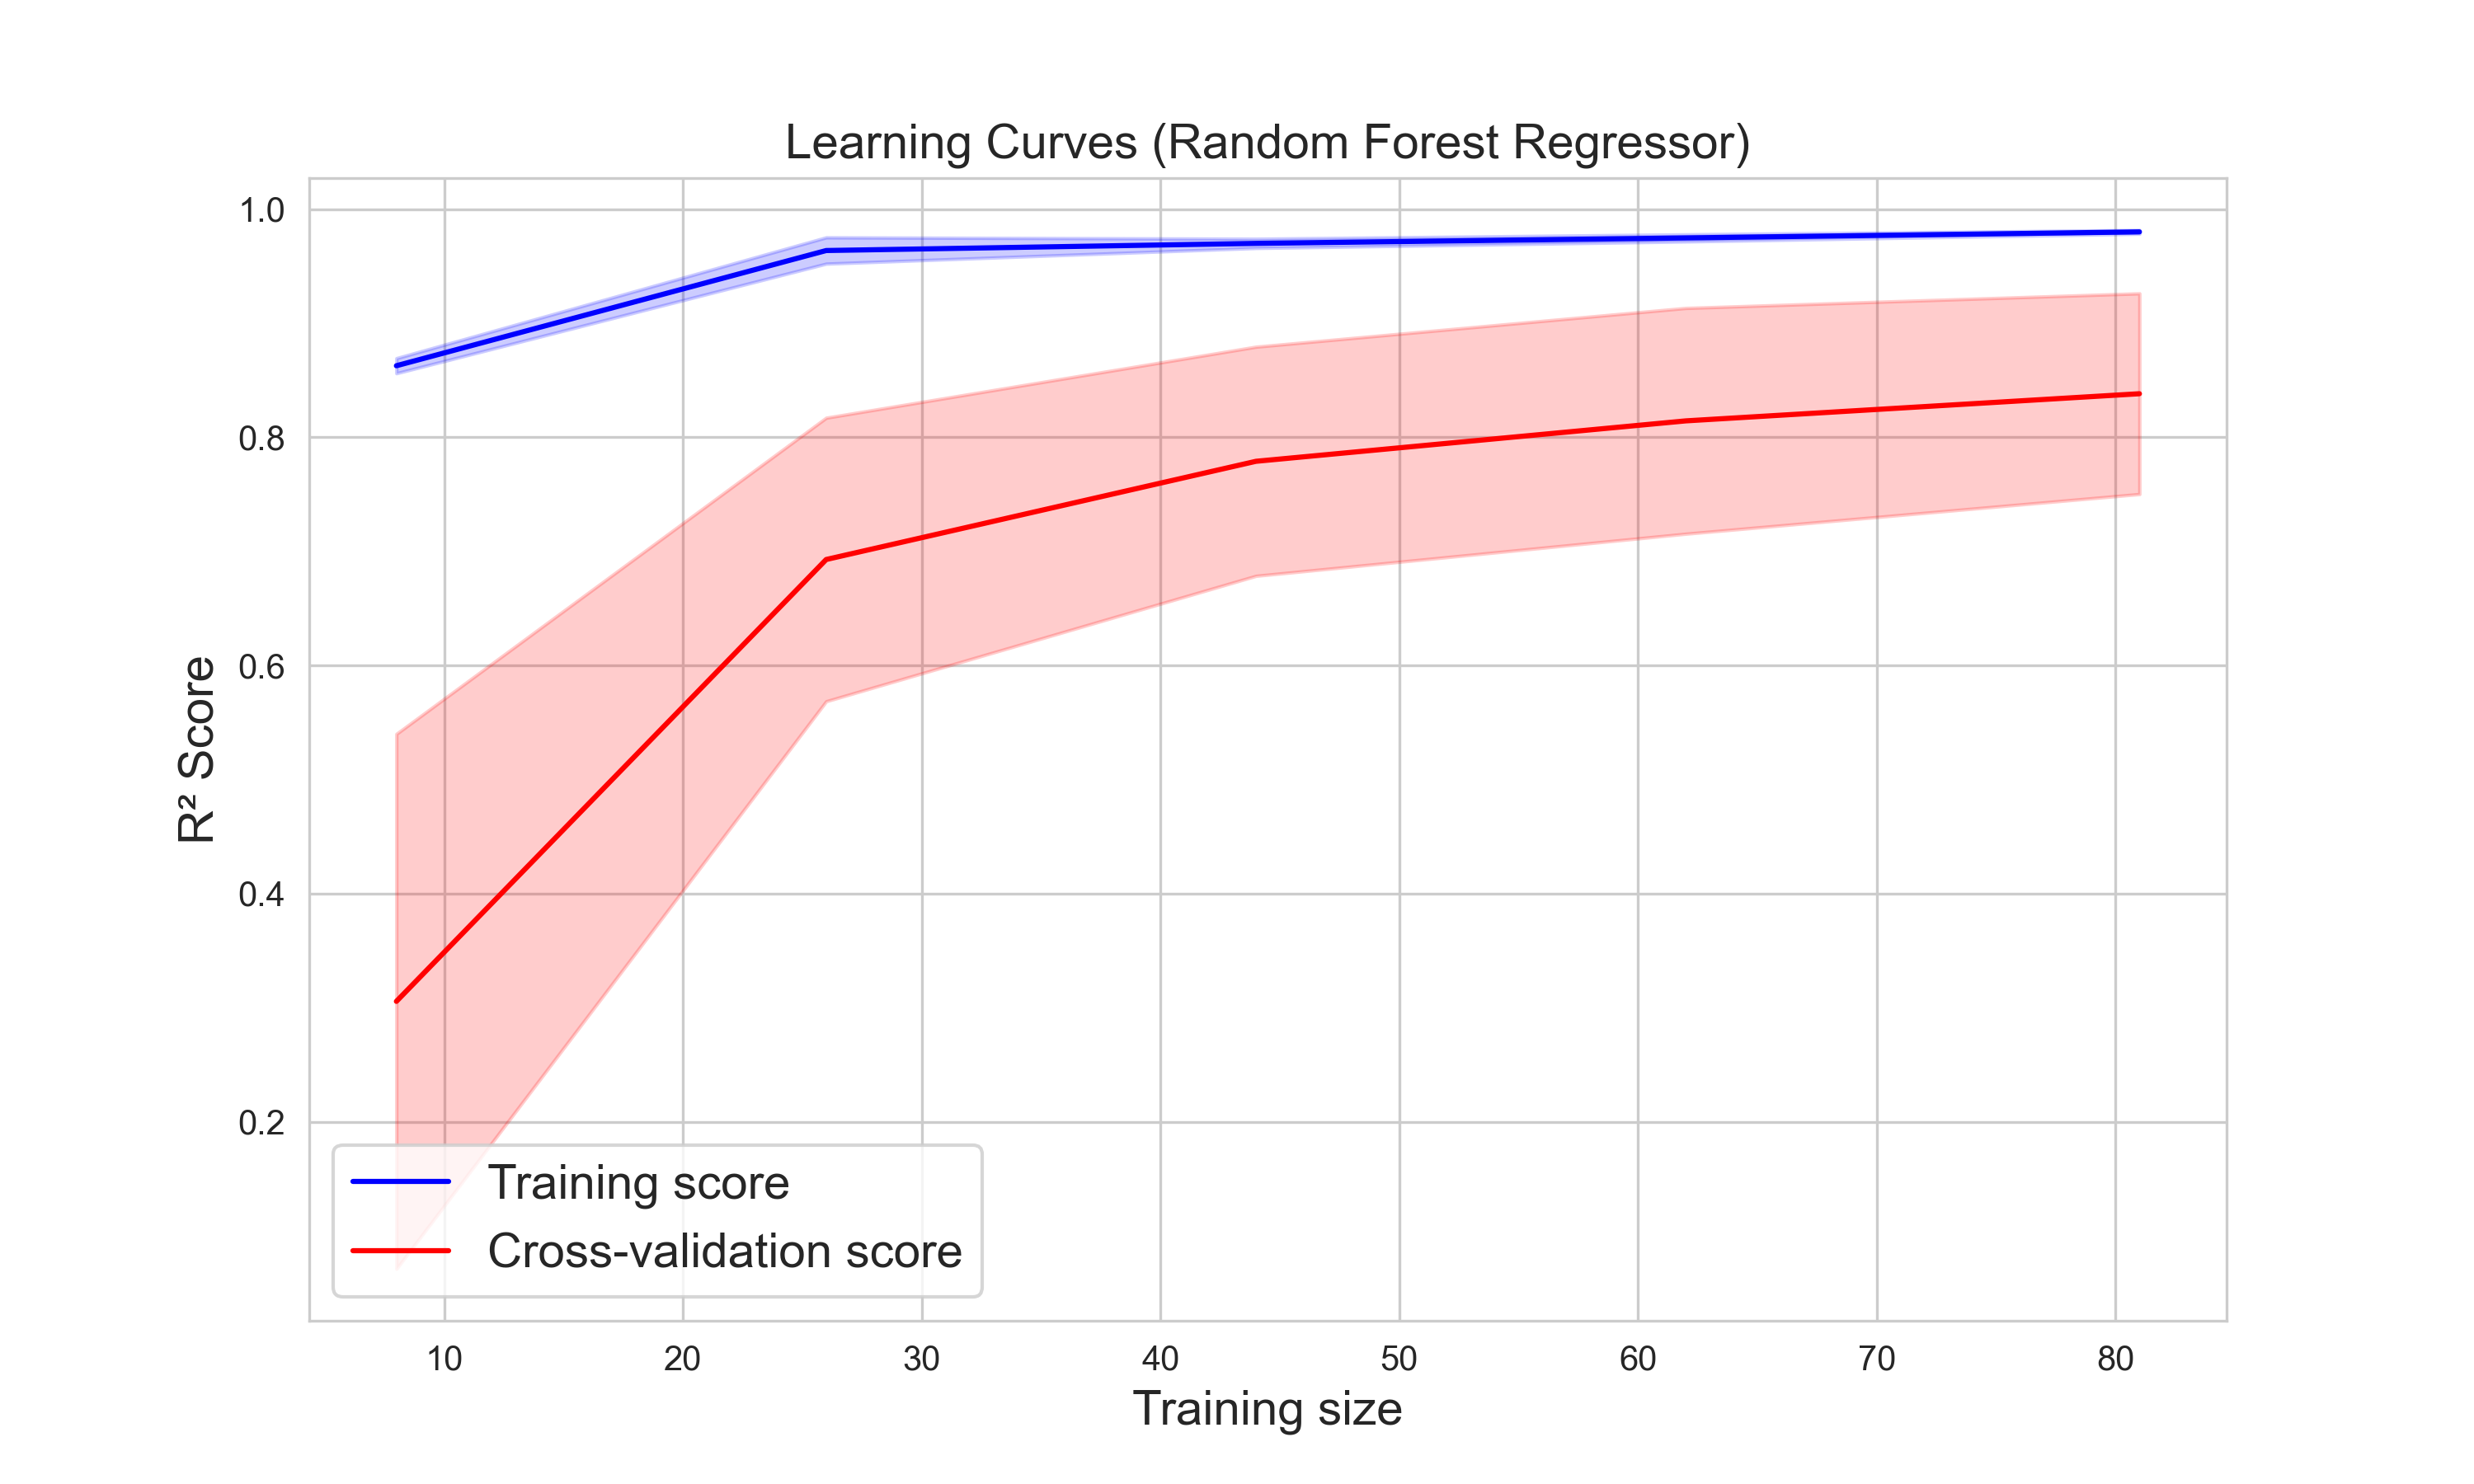 Learning Curves (Random Forest Regressor)
1.0
0.8
0.6
0.4
0.2
R² Score
Training score
Cross-validation score
10 20 30 40 50 60 70 80
Training size